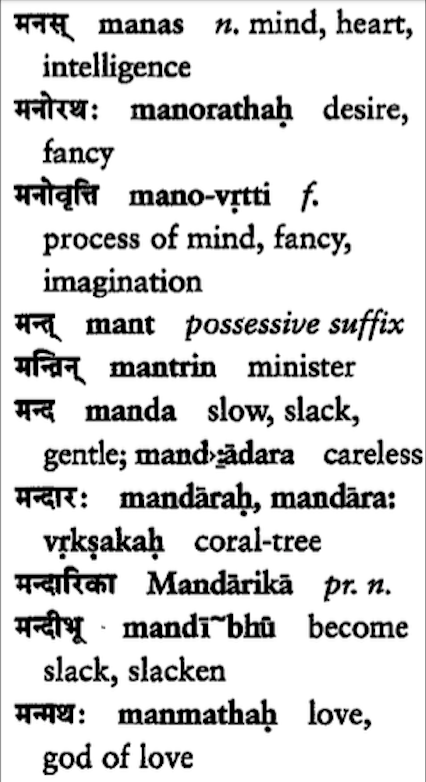 मनस् manas n. mind, heart,
intelligence
मनोरथः manorathaḥ desire,
fancy
मनोवृत्ति mano-vṛtti f.
process of mind, fancy,
imagination
मन्त् mant possessive suffix
मन्त्रिन् mantrin minister
मन्द manda slow, slack,
gentle; mand›ādara careless
मन्दारः mandāraḥ, mandāra:
vṛkṣakaḥ coral-tree
मन्दारिका Mandārikā pr. n.
मन्दीभू mandī~bhū become
slack, slacken
मन्मथः manmathaḥ love,
god of love